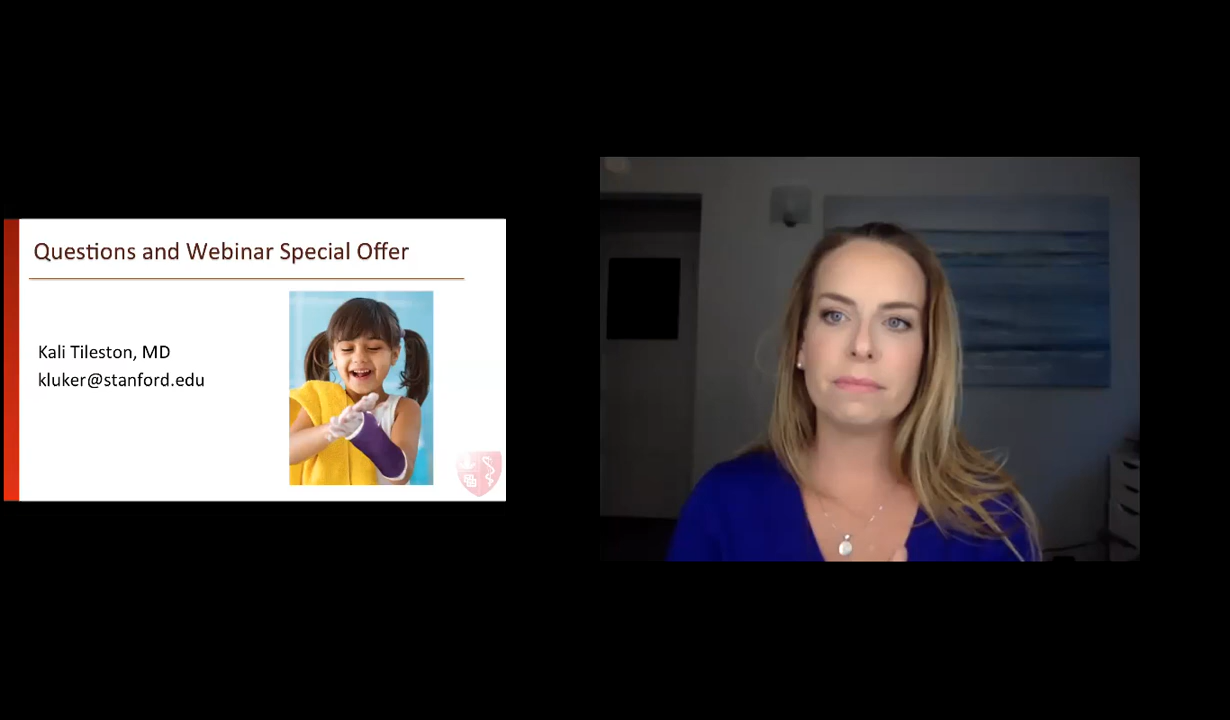 Questions and Webinar Special Offer
Kali Tileston, MD
kluker@stanford.edu